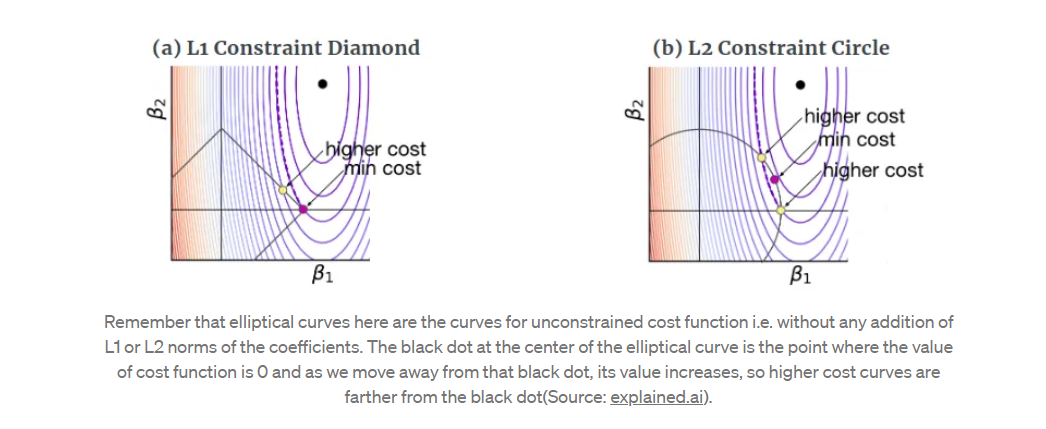 (a) L1 Constraint Diamond
β2
higher cost
min cost
β1
(b) L2 Constraint Circle
β2
higher cost
min cost
higher cost
β1
Remember that elliptical curves here are the curves for unconstrained cost function i.e. without any addition of
L1 or L2 norms of the coefficients. The black dot at the center of the elliptical curve is the point where the value
of cost function is 0 and as we move away from that black dot, its value increases, so higher cost curves are
farther from the black dot(Source: explained.ai).